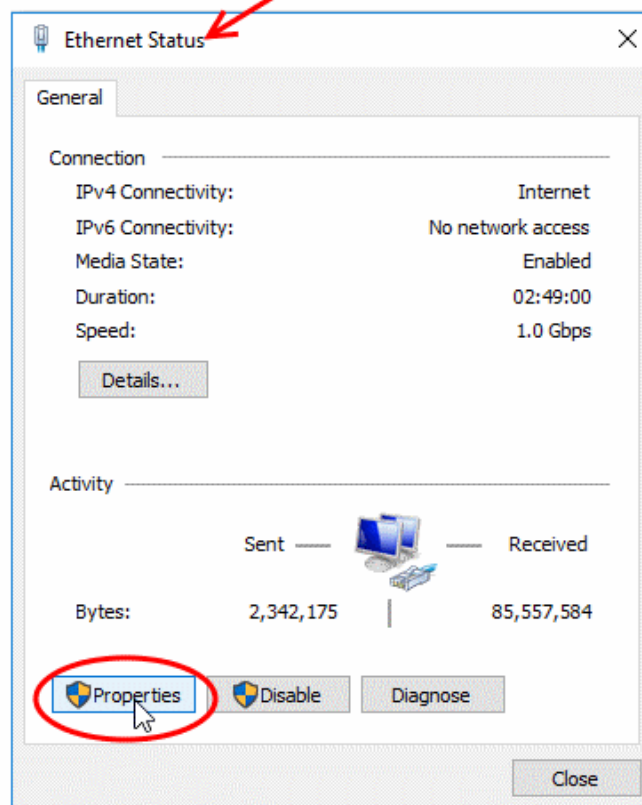 Ethernet Status
General
Connection
IPv4 Connectivity: Internet
IPv6 Connectivity: No network access
Media State: Enabled
Duration: 02:49:00
Speed: 1.0 Gbps
Details...
Activity
Sent Received
Bytes: 2,342,175 85,557,584
Properties Disable Diagnose
Close